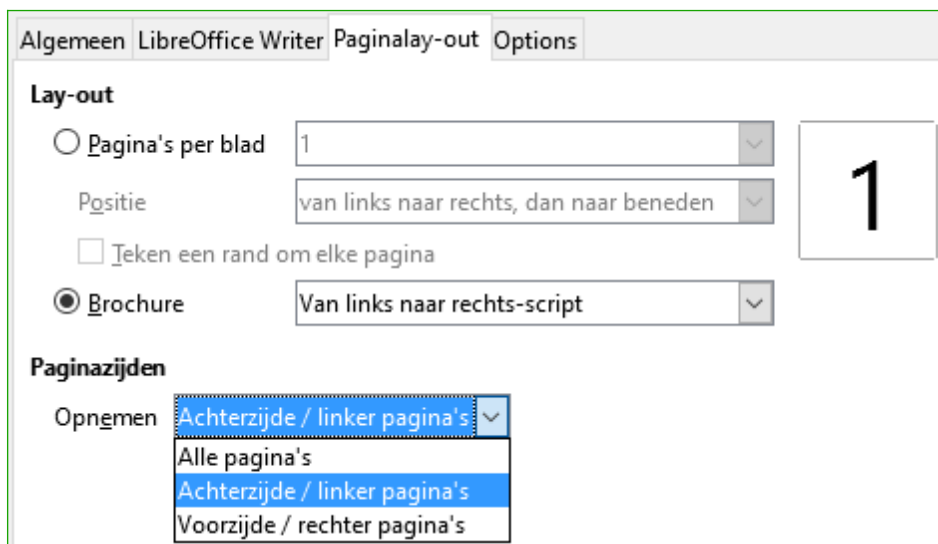 Algemeen LibreOffice Writer Paginalay-out Options
Lay-out
Pagina's per blad 1
1
Positie van links naar rechts, dan naar beneden
Teken een rand om elke pagina
Brochure Van links naar rechts-script
Paginazijden
Opnemen Achterzijde / linker pagina's
Alle pagina's
Achterzijde / linker pagina's
Voorzijde / rechter pagina's